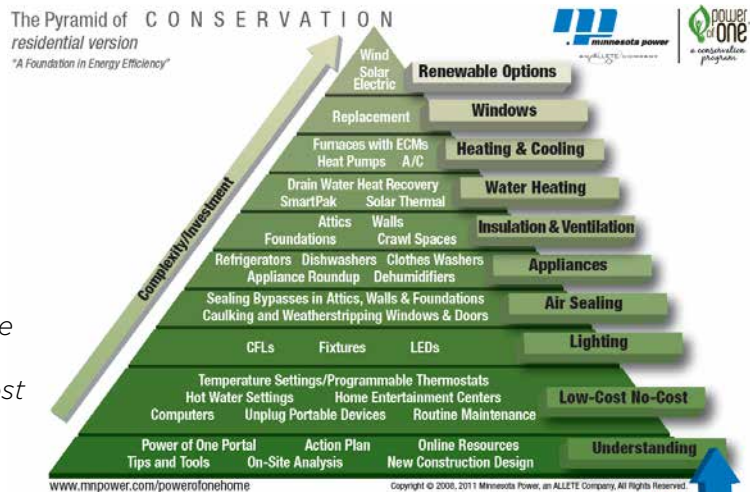 The Pyramid of CONSERVATION
residential version
"A Foundation in Energy Efficiency"
minnesota power
AN ALLETE COMPANY
power
of ONE
a conservation
program
Complexity/Investment
Wind
Solar
Electric
Renewable Options
Replacement
Windows
Furnaces with ECMs
Heat Pumps A/C
Heating & Cooling
Drain Water Heat Recovery
SmartPak Solar Thermal
Water Heating
Attics Walls
Foundations Crawl Spaces
Insulation & Ventilation
Refrigerators Dishwashers Clothes Washers
Appliance Roundup Dehumidifiers
Appliances
Sealing Bypasses in Attics, Walls & Foundations
Caulking and Weatherstripping Windows & Doors
Air Sealing
CFLs Fixtures LEDs
Lighting
Temperature Settings/Programmable Thermostats
Hot Water Settings Home Entertainment Centers
Computers Unplug Portable Devices Routine Maintenance
Low-Cost No-Cost
Power of One Portal Action Plan Online Resources
Tips and Tools On-Site Analysis New Construction Design
Understanding
www.mnpower.com/powerofonehome
Copyright © 2008, 2011 Minnesota Power, an ALLETE Company, All Rights Reserved.